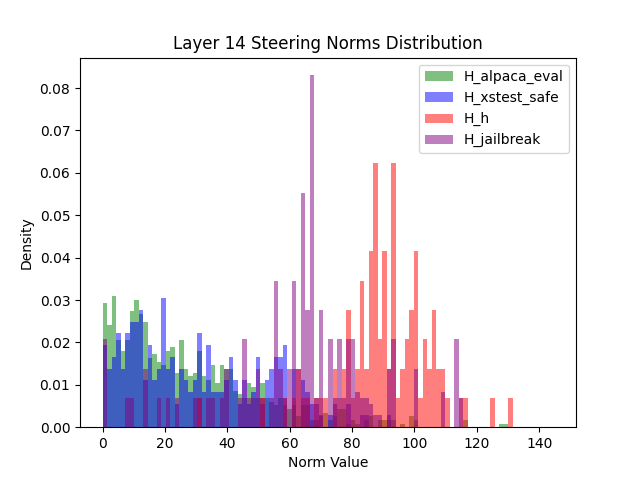 Layer 14 Steering Norms Distribution
H_alpaca_eval
H_xstest_safe
H_h
H_jailbreak
Density
0.08
0.07
0.06
0.05
0.04
0.03
0.02
0.01
0.00
0 20 40 60 80 100 120 140
Norm Value